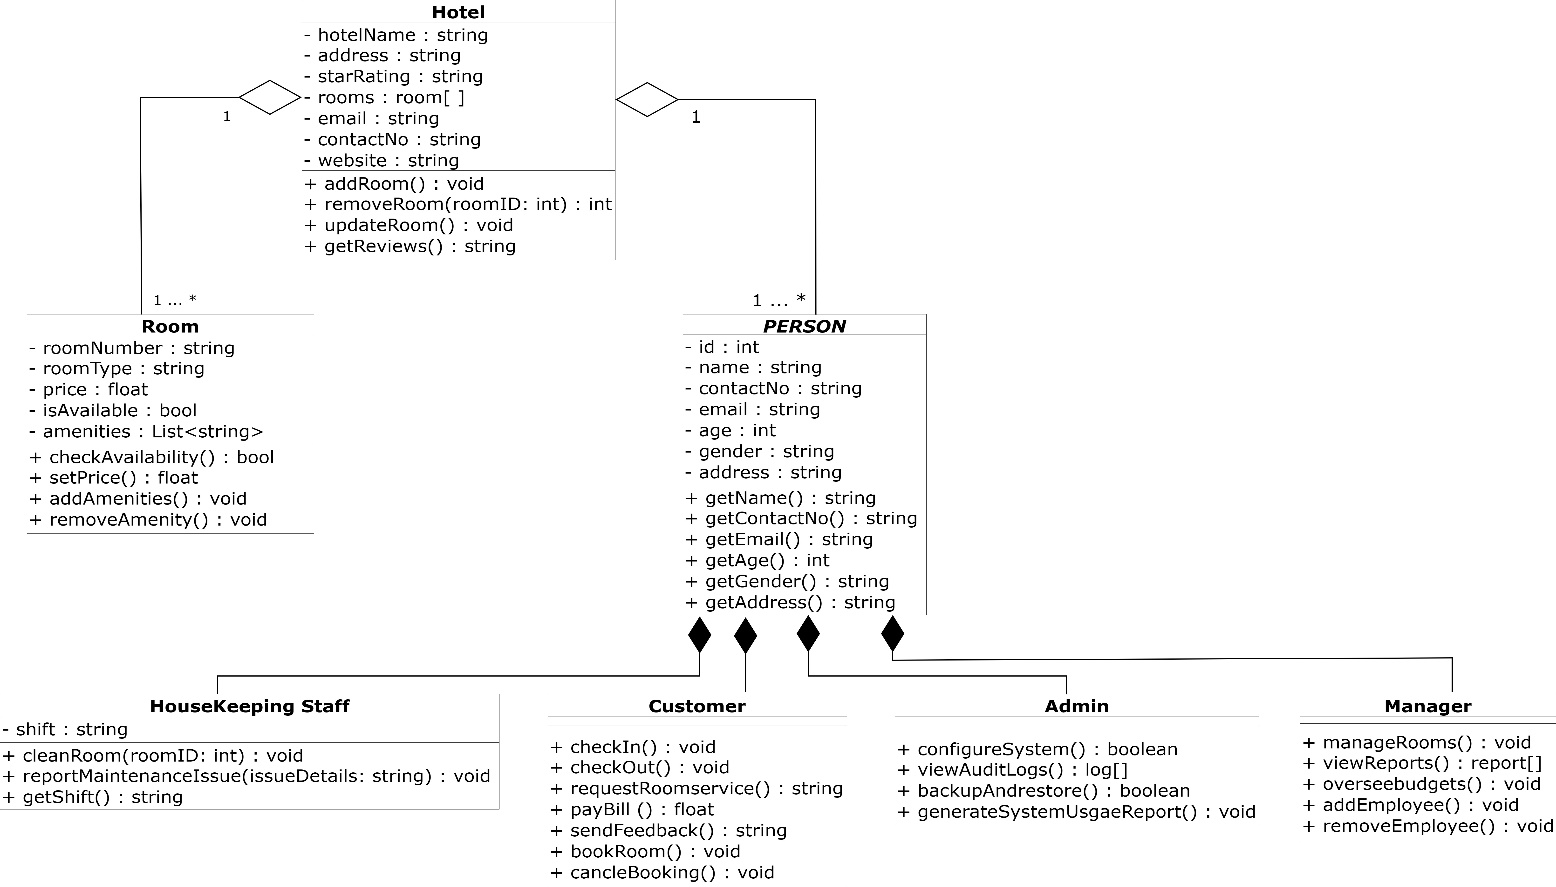 Hotel
- hotelName : string
- address : string
- starRating : string
- rooms : room[ ]
- email : string
- contactNo : string
- website : string
+ addRoom() : void
+ removeRoom(roomID: int) : int
+ updateRoom() : void
+ getReviews() : string
1
1
1 ... *
1 ... *
Room
- roomNumber : string
- roomType : string
- price : float
- isAvailable : bool
- amenities : List<string>
+ checkAvailability() : bool
+ setPrice() : float
+ addAmenities() : void
+ removeAmenity() : void
PERSON
- id : int
- name : string
- contactNo : string
- email : string
- age : int
- gender : string
- address : string
+ getName() : string
+ getContactNo() : string
+ getEmail() : string
+ getAge() : int
+ getGender() : string
+ getAddress() : string
HouseKeeping Staff
- shift : string
+ cleanRoom(roomID: int) : void
+ reportMaintenanceIssue(issueDetails: string) : void
+ getShift() : string
Customer
+ checkIn() : void
+ checkOut() : void
+ requestRoomservice() : string
+ payBill () : float
+ sendFeedback() : string
+ bookRoom() : void
+ cancleBooking() : void
Admin
+ configureSystem() : boolean
+ viewAuditLogs() : log[]
+ backupAndrestore() : boolean
+ generateSystemUsgaeReport() : void
Manager
+ manageRooms() : void
+ viewReports() : report[]
+ overseebudgets() : void
+ addEmployee() : void
+ removeEmployee() : void